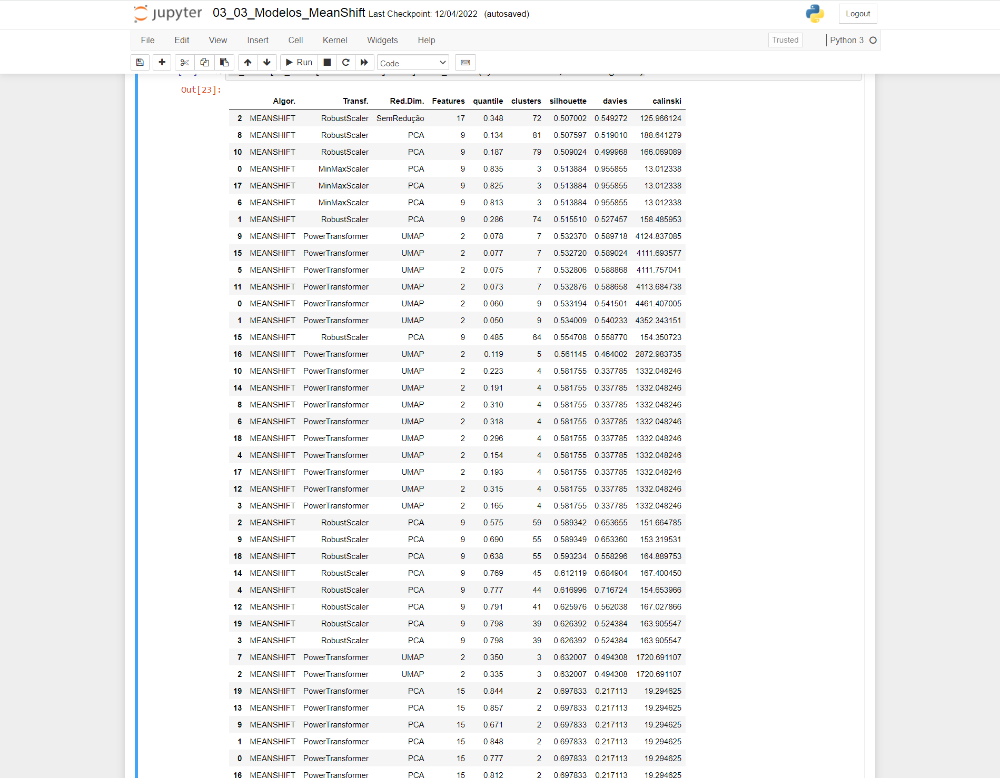 jupyter 03_03_Modelos_MeanShift Last Checkpoint: 12/04/2022 (autosaved) Logout
File Edit View Insert Cell Kernel Widgets Help Trusted Python 3
Run Code
Out[23]:
Algor. Transf. Red.Dim. Features quantile clusters silhouette davies calinski
2 MEANSHIFT RobustScaler SemRedução 17 0.348 72 0.507002 0.549272 125.966124
8 MEANSHIFT RobustScaler PCA 9 0.134 81 0.507597 0.519010 188.641279
10 MEANSHIFT RobustScaler PCA 9 0.187 79 0.509024 0.499968 166.069089
0 MEANSHIFT MinMaxScaler PCA 9 0.835 3 0.513884 0.955855 13.012338
17 MEANSHIFT MinMaxScaler PCA 9 0.825 3 0.513884 0.955855 13.012338
6 MEANSHIFT MinMaxScaler PCA 9 0.813 3 0.513884 0.955855 13.012338
1 MEANSHIFT RobustScaler PCA 9 0.286 74 0.515510 0.527457 158.485953
9 MEANSHIFT PowerTransformer UMAP 2 0.078 7 0.532370 0.589718 4124.837085
15 MEANSHIFT PowerTransformer UMAP 2 0.077 7 0.532720 0.589024 4111.693577
5 MEANSHIFT PowerTransformer UMAP 2 0.075 7 0.532806 0.588868 4111.757041
11 MEANSHIFT PowerTransformer UMAP 2 0.073 7 0.532876 0.588658 4113.684738
0 MEANSHIFT PowerTransformer UMAP 2 0.060 9 0.533194 0.541501 4461.407005
1 MEANSHIFT PowerTransformer UMAP 2 0.050 9 0.534009 0.540233 4352.343151
15 MEANSHIFT RobustScaler PCA 9 0.485 64 0.554708 0.558770 154.350723
16 MEANSHIFT PowerTransformer UMAP 2 0.119 5 0.561145 0.464002 2872.983735
10 MEANSHIFT PowerTransformer UMAP 2 0.223 4 0.581755 0.337785 1332.048246
14 MEANSHIFT PowerTransformer UMAP 2 0.191 4 0.581755 0.337785 1332.048246
8 MEANSHIFT PowerTransformer UMAP 2 0.310 4 0.581755 0.337785 1332.048246
6 MEANSHIFT PowerTransformer UMAP 2 0.318 4 0.581755 0.337785 1332.048246
18 MEANSHIFT PowerTransformer UMAP 2 0.296 4 0.581755 0.337785 1332.048246
4 MEANSHIFT PowerTransformer UMAP 2 0.154 4 0.581755 0.337785 1332.048246
17 MEANSHIFT PowerTransformer UMAP 2 0.193 4 0.581755 0.337785 1332.048246
12 MEANSHIFT PowerTransformer UMAP 2 0.315 4 0.581755 0.337785 1332.048246
3 MEANSHIFT PowerTransformer UMAP 2 0.165 4 0.581755 0.337785 1332.048246
2 MEANSHIFT RobustScaler PCA 9 0.575 59 0.589342 0.653655 151.664785
9 MEANSHIFT RobustScaler PCA 9 0.690 55 0.589349 0.653360 153.319531
18 MEANSHIFT RobustScaler PCA 9 0.638 55 0.593234 0.558296 164.889753
14 MEANSHIFT RobustScaler PCA 9 0.769 45 0.612119 0.684904 167.400450
4 MEANSHIFT RobustScaler PCA 9 0.777 44 0.616996 0.716724 154.653966
12 MEANSHIFT RobustScaler PCA 9 0.791 41 0.625976 0.562038 167.027866
19 MEANSHIFT RobustScaler PCA 9 0.798 39 0.626392 0.524384 163.905547
3 MEANSHIFT RobustScaler PCA 9 0.798 39 0.626392 0.524384 163.905547
7 MEANSHIFT PowerTransformer UMAP 2 0.350 3 0.632007 0.494308 1720.691107
2 MEANSHIFT PowerTransformer UMAP 2 0.335 3 0.632007 0.494308 1720.691107
19 MEANSHIFT PowerTransformer PCA 15 0.844 2 0.697833 0.217113 19.294625
13 MEANSHIFT PowerTransformer PCA 15 0.857 2 0.697833 0.217113 19.294625
9 MEANSHIFT PowerTransformer PCA 15 0.671 2 0.697833 0.217113 19.294625
1 MEANSHIFT PowerTransformer PCA 15 0.848 2 0.697833 0.217113 19.294625
0 MEANSHIFT PowerTransformer PCA 15 0.777 2 0.697833 0.217113 19.294625
16 MEANSHIFT PowerTransformer PCA 15 0.812 2 0.697833 0.217113 19.294625